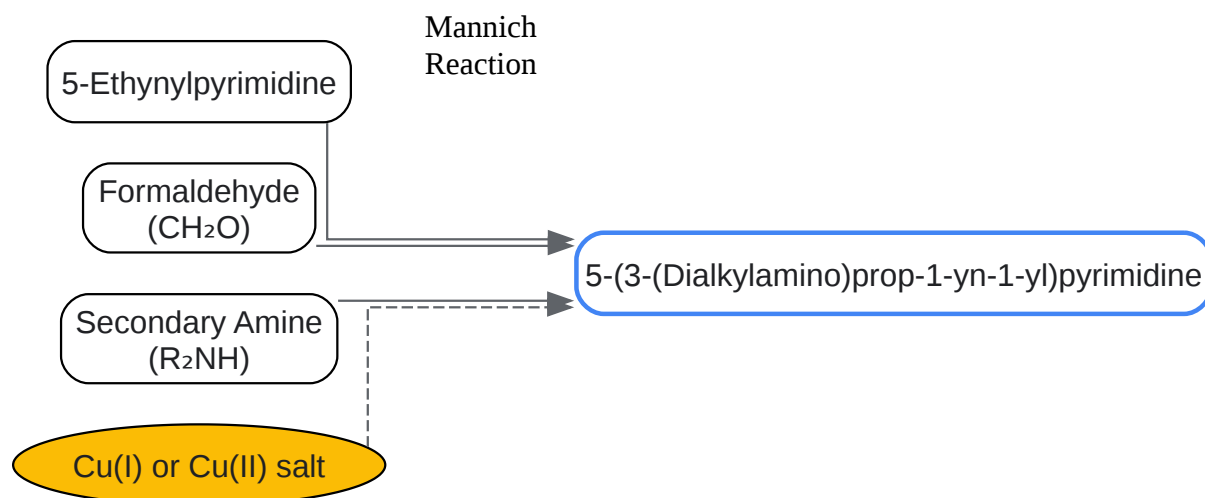 Mannich
Reaction
5-Ethynylpyrimidine
Formaldehyde
(CH₂O)
5-(3-(Dialkylamino)prop-1-yn-1-yl)pyrimidine
Secondary Amine
(R₂NH)
Cu(I) or Cu(II) salt